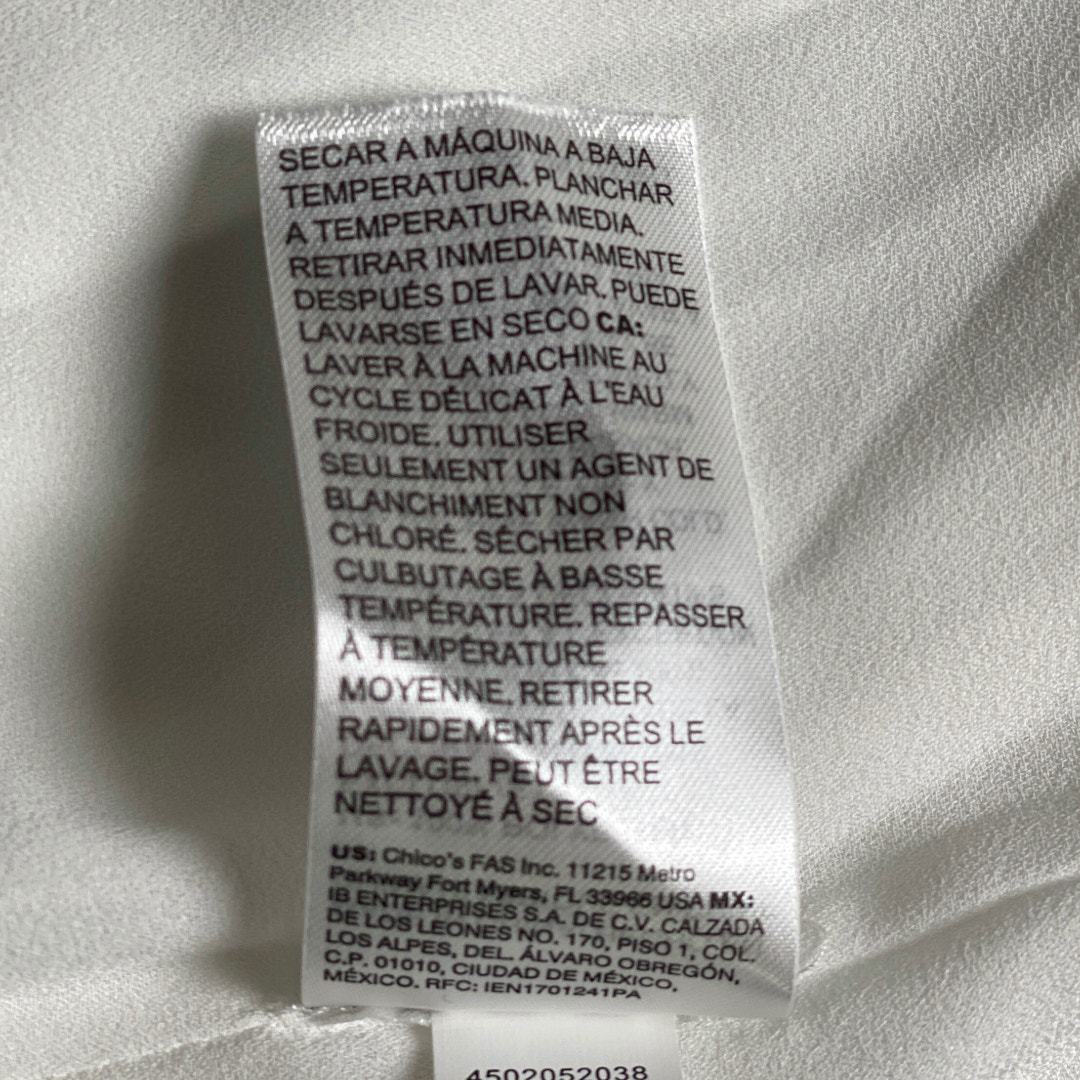 SECAR A MÁQUINA A BAJA
TEMPERATURA. PLANCHAR
A TEMPERATURA MEDIA.
RETIRAR INMEDIATAMENTE
DESPUÉS DE LAVAR. PUEDE
LAVARSE EN SECO CA:
LAVER À LA MACHINE AU
CYCLE DÉLICAT À L'EAU
FROIDE. UTILISER
SEULEMENT UN AGENT DE
BLANCHIMENT NON
CHLORÉ. SÉCHER PAR
CULBUTAGE À BASSE
TEMPÉRATURE. REPASSER
À TEMPÉRATURE
MOYENNE. RETIRER
RAPIDEMENT APRÈS LE
LAVAGE. PEUT ÊTRE
NETTOYÉ À SEC
US: Chico's FAS Inc. 11215 Metro
Parkway Fort Myers, FL 33966 USA MX:
IB ENTERPRISES S.A. DE C.V. CALZADA
DE LOS LEONES NO. 170, PISO 1, COL.
LOS ALPES, DEL. ÁLVARO OBREGÓN,
C.P. 01010, CIUDAD DE MÉXICO,
MÉXICO. RFC: IEN1701241PA
4502052038